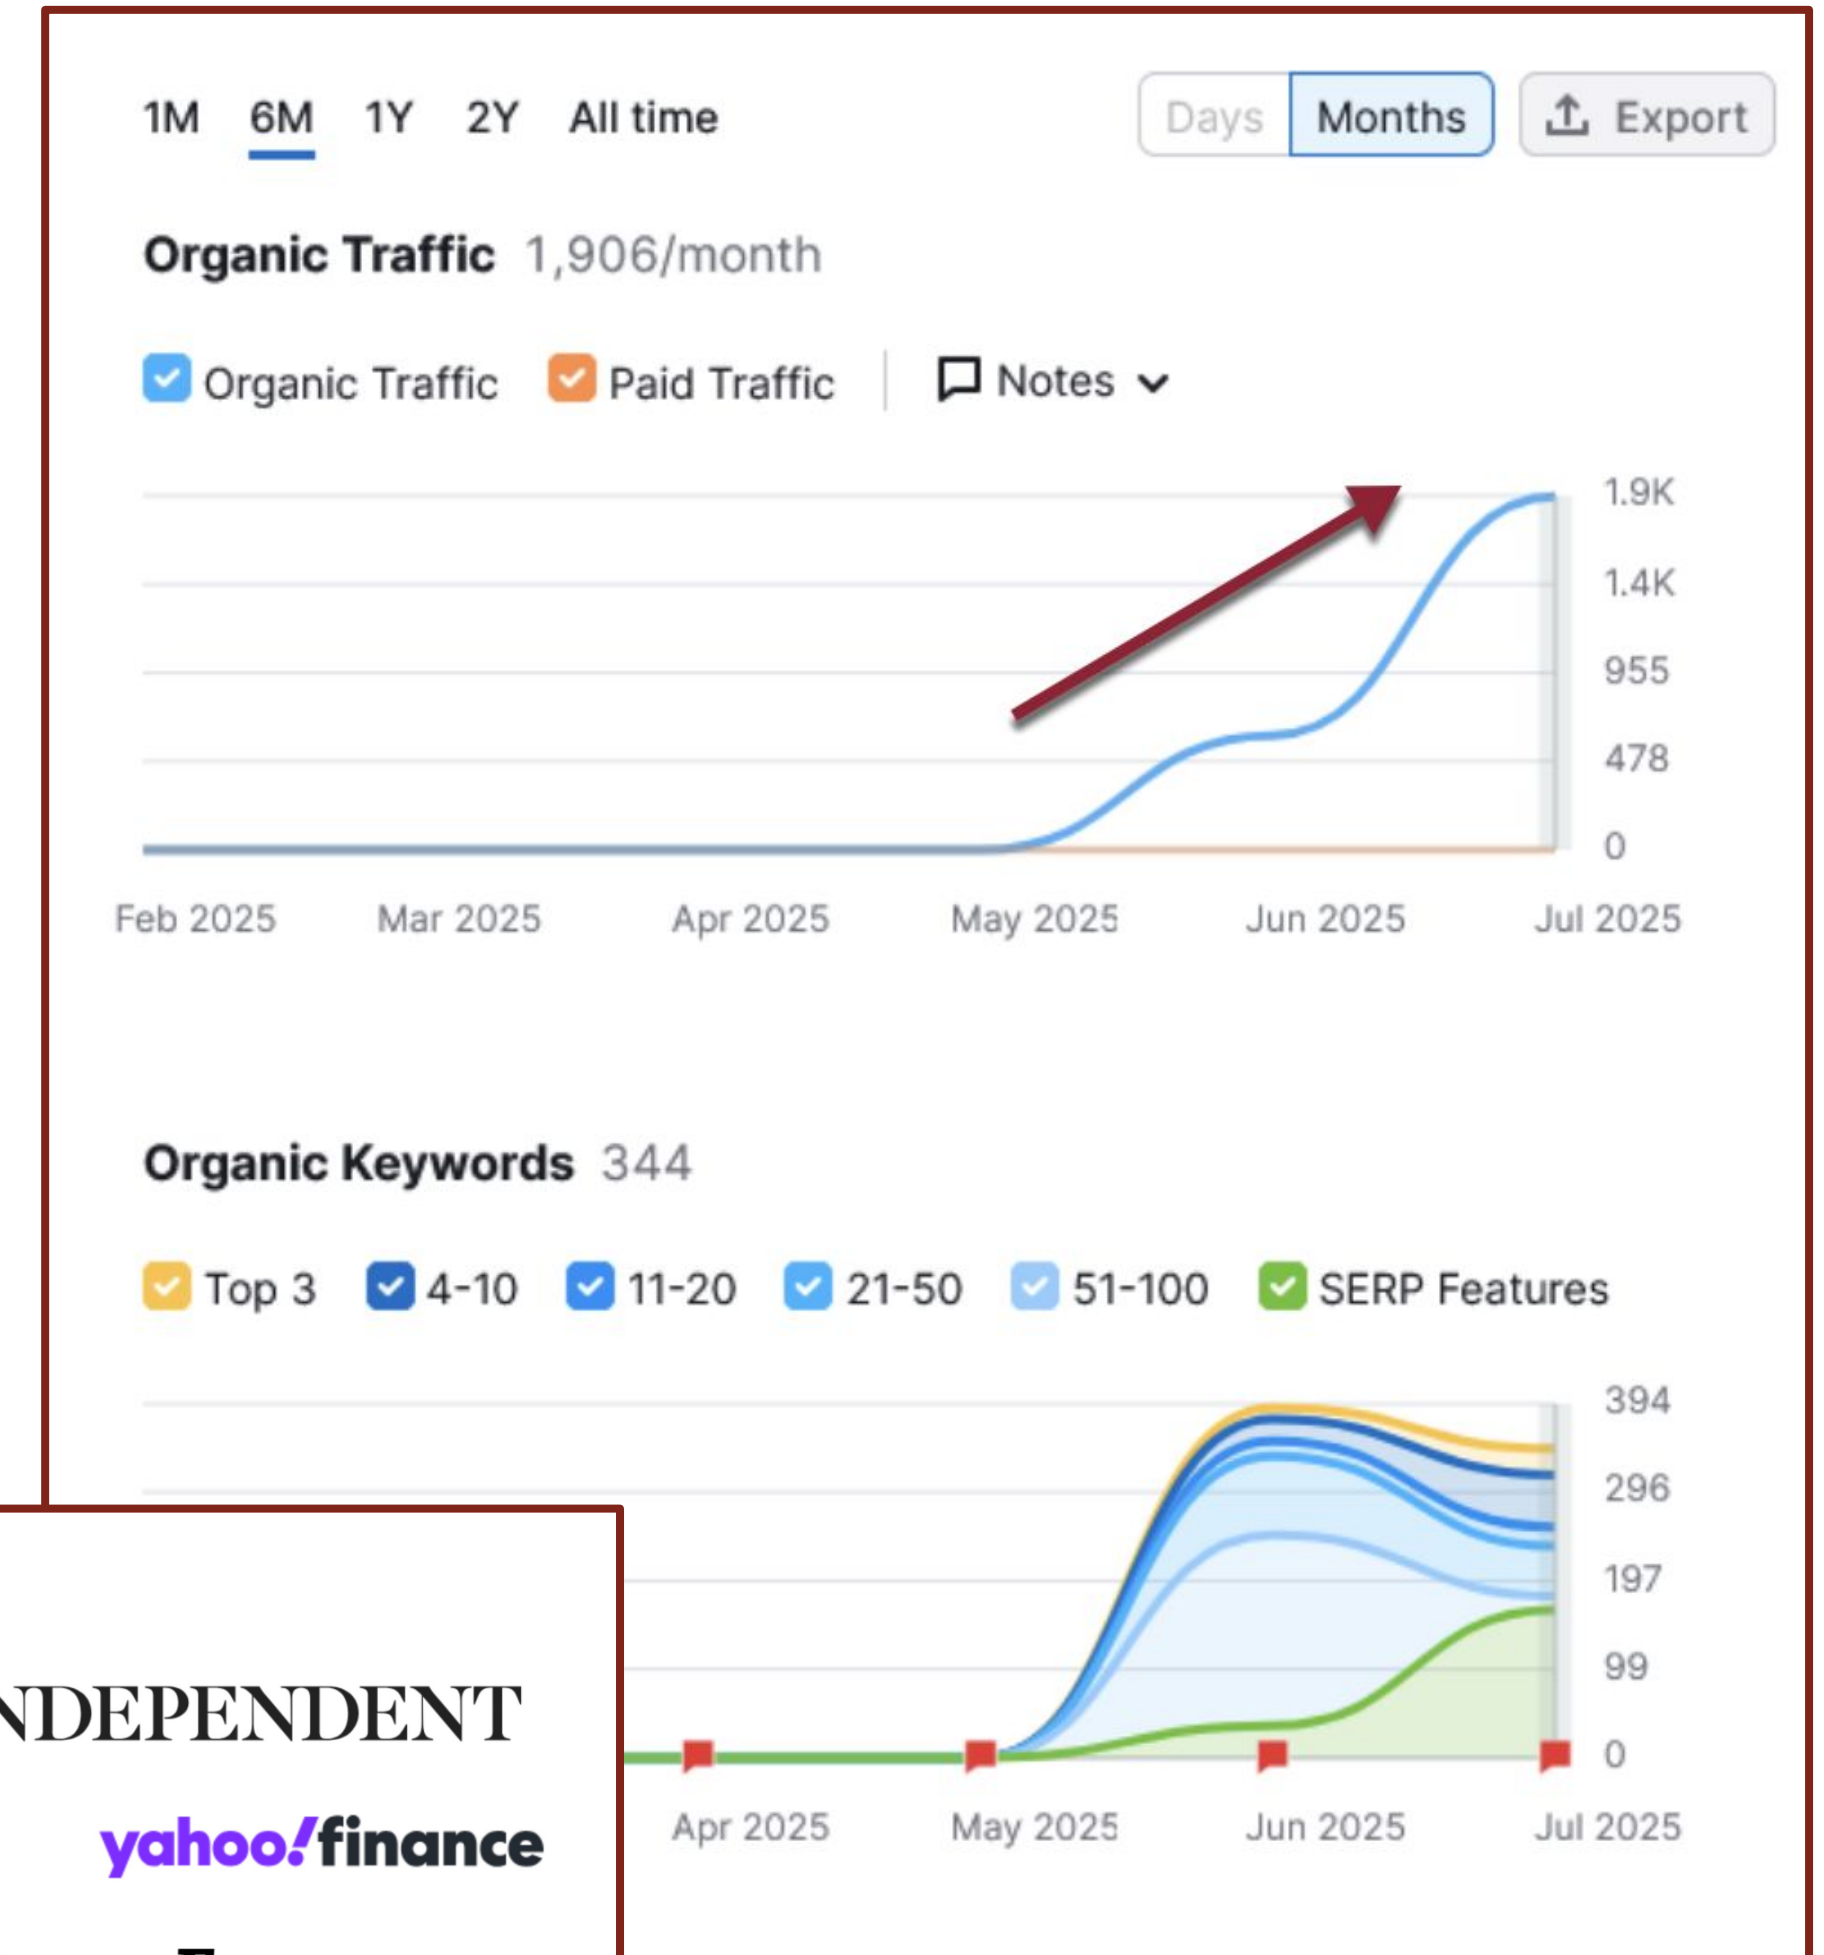 1M 6M 1Y 2Y All time Days Months Export
Organic Traffic 1,906/month
Organic Traffic Paid Traffic Notes
1.9K
1.4K
955
478
0
Feb 2025 Mar 2025 Apr 2025 May 2025 Jun 2025 Jul 2025
Organic Keywords 344
Top 3 4-10 11-20 21-50 51-100 SERP Features
394
296
197
99
0
Apr 2025 May 2025 Jun 2025 Jul 2025
NDEPENDENT
yahoo!finance